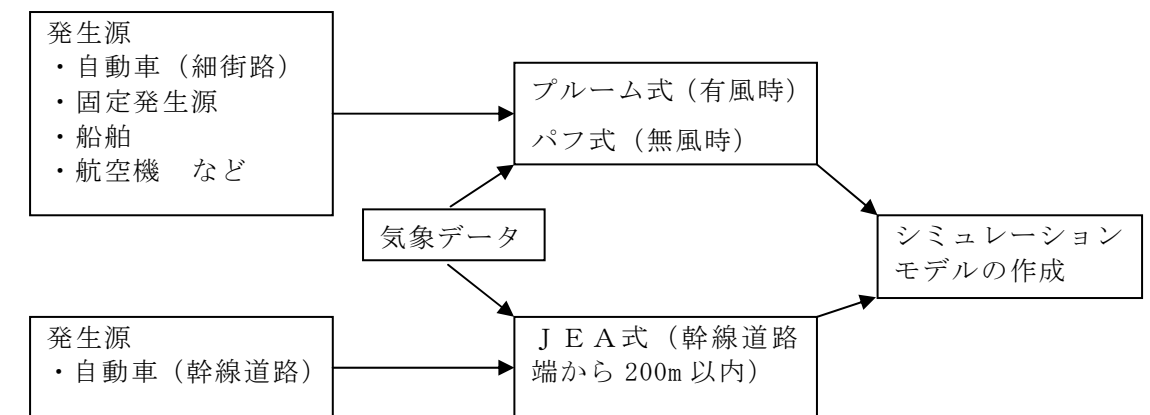 発生源
・自動車（細街路）
・固定発生源
・船舶
・航空機　など
プルーム式（有風時）
パフ式（無風時）
気象データ
シミュレーション
モデルの作成
発生源
・自動車（幹線道路）
ＪＥＡ式（幹線道路
端から 200m 以内）